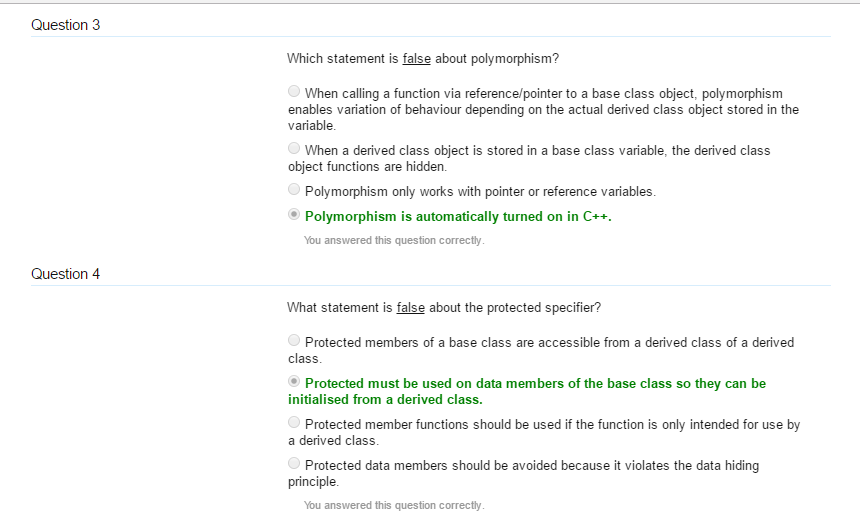 Question 3
Which statement is false about polymorphism?
When calling a function via reference/pointer to a base class object, polymorphism
enables variation of behaviour depending on the actual derived class object stored in the
variable.
When a derived class object is stored in a base class variable, the derived class
object functions are hidden.
Polymorphism only works with pointer or reference variables.
Polymorphism is automatically turned on in C++.
You answered this question correctly.
Question 4
What statement is false about the protected specifier?
Protected members of a base class are accessible from a derived class of a derived
class.
Protected must be used on data members of the base class so they can be
initialised from a derived class.
Protected member functions should be used if the function is only intended for use by
a derived class.
Protected data members should be avoided because it violates the data hiding
principle.
You answered this question correctly.